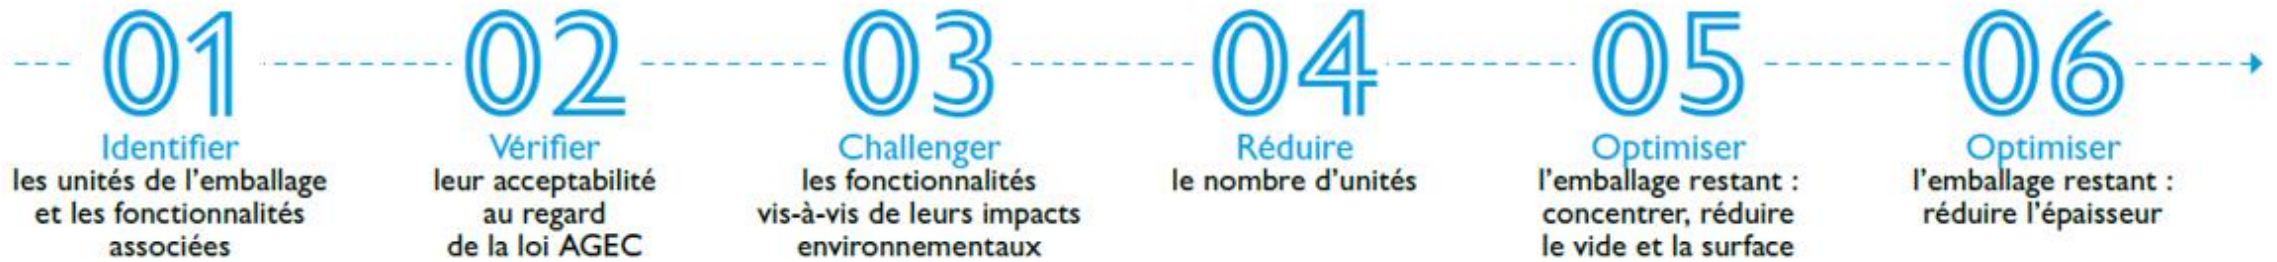 01
Identifier
les unités de l'emballage
et les fonctionnalités
associées
02
Vérifier
leur acceptabilité
au regard
de la loi AGEC
03
Challenger
les fonctionnalités
vis-à-vis de leurs impacts
environnementaux
04
Réduire
le nombre d'unités
05
Optimiser
l'emballage restant :
concentrer, réduire
le vide et la surface
06
Optimiser
l'emballage restant :
réduire l'épaisseur